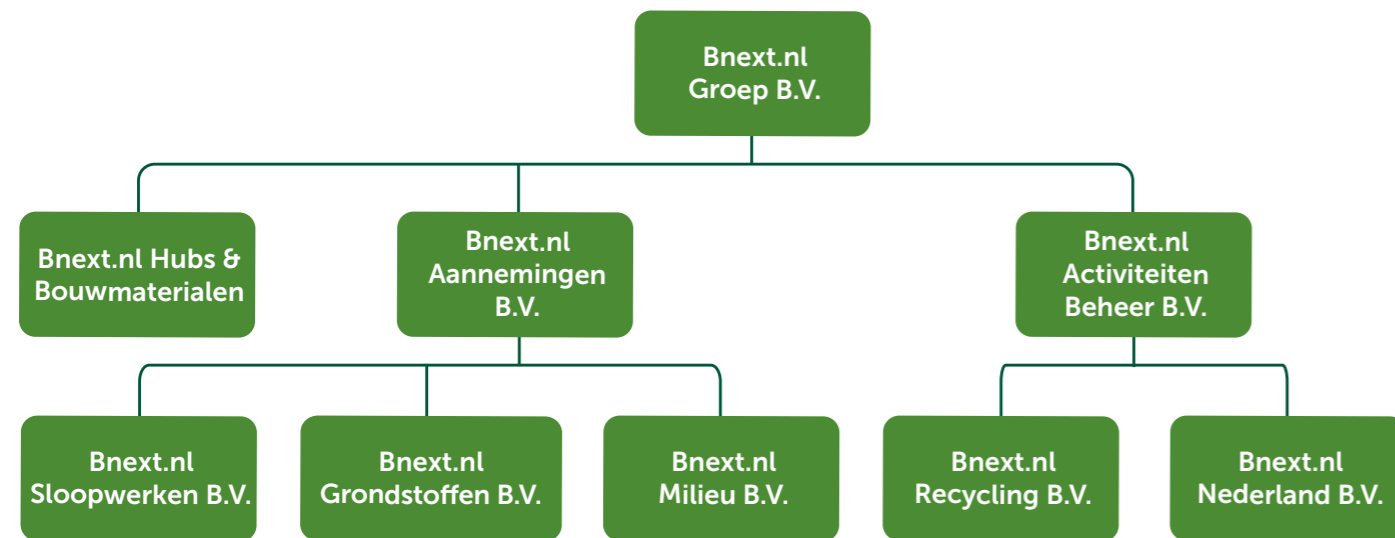 Bnext.nl
Groep B.V.
Bnext.nl Hubs &
Bouwmaterialen
Bnext.nl
Aannemingen
B.V.
Bnext.nl
Activiteiten
Beheer B.V.
Bnext.nl
Sloopwerken B.V.
Bnext.nl
Grondstoffen B.V.
Bnext.nl
Milieu B.V.
Bnext.nl
Recycling B.V.
Bnext.nl
Nederland B.V.